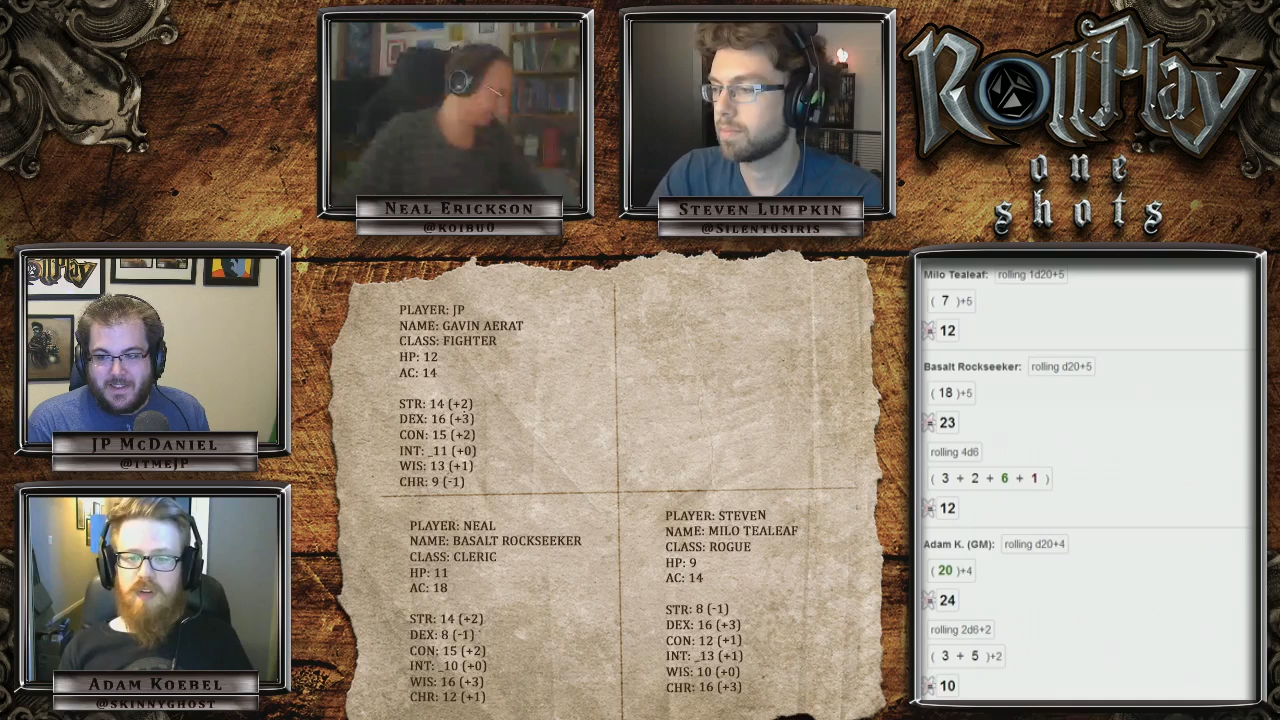 RollPlay
one
shots
Neal Erickson
@koibu0
Steven Lumpkin
@Silent0siris
RollPlay
JP McDaniel
@itmeJP
Adam Koebel
@skinnyghost
PLAYER: JP
NAME: GAVIN AERAT
CLASS: FIGHTER
HP: 12
AC: 14
STR: 14 (+2)
DEX: 16 (+3)
CON: 15 (+2)
INT: _11 (+0)
WIS: 13 (+1)
CHR: 9 (-1)
PLAYER: NEAL
NAME: BASALT ROCKSEEKER
CLASS: CLERIC
HP: 11
AC: 18
STR: 14 (+2)
DEX: 8 (-1)
CON: 15 (+2)
INT: _10 (+0)
WIS: 16 (+3)
CHR: 12 (+1)
PLAYER: STEVEN
NAME: MILO TEALEAF
CLASS: ROGUE
HP: 9
AC: 14
STR: 8 (-1)
DEX: 16 (+3)
CON: 12 (+1)
INT: _13 (+1)
WIS: 10 (+0)
CHR: 16 (+3)
Milo Tealeaf: rolling 1d20+5
( 7 )+5
= 12
Basalt Rockseeker: rolling d20+5
( 18 )+5
= 23
rolling 4d6
( 3 + 2 + 6 + 1 )
= 12
Adam K. (GM): rolling d20+4
( 20 )+4
= 24
rolling 2d6+2
( 3 + 5 )+2
= 10